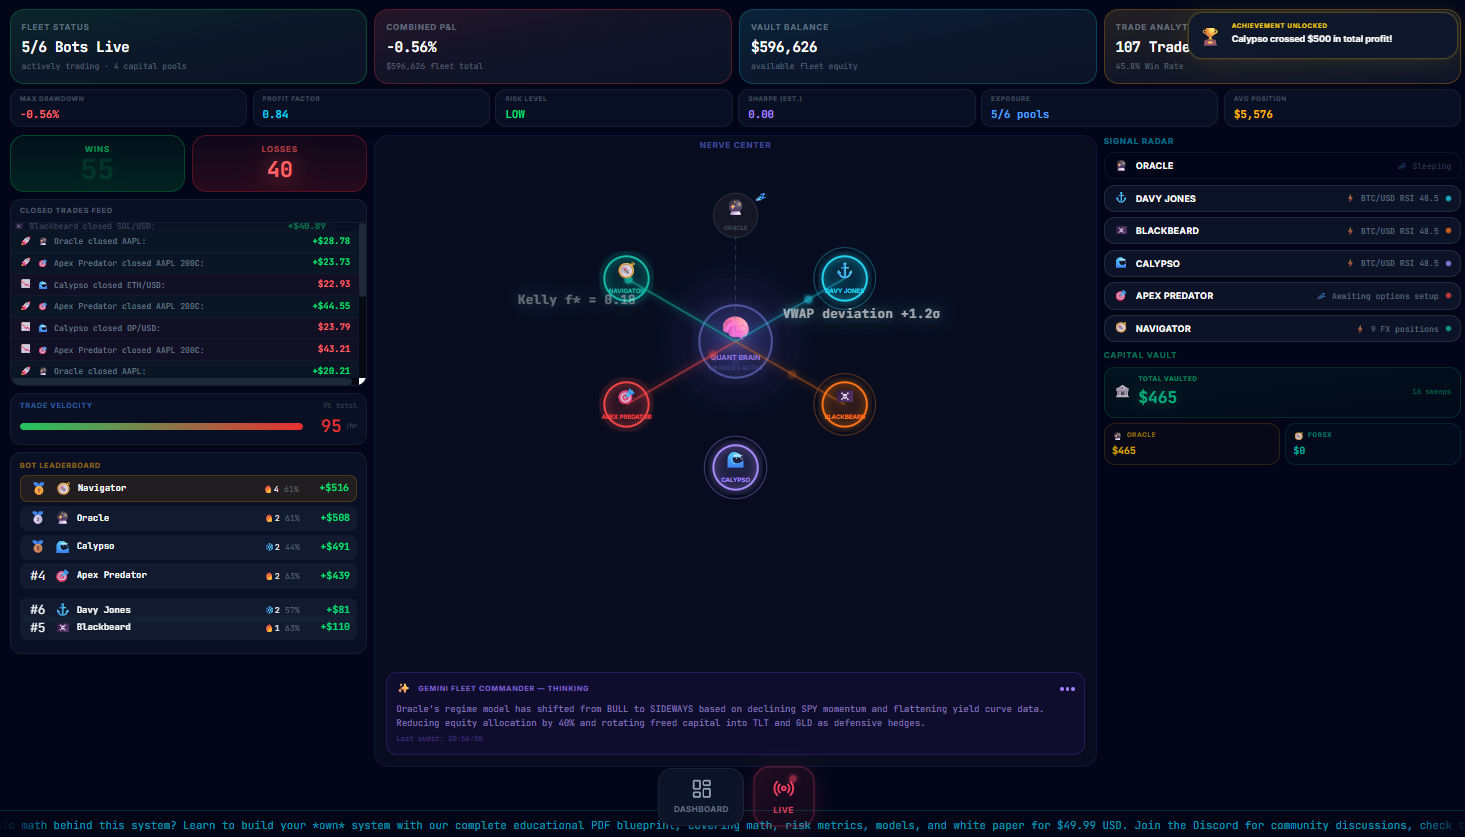 FLEET STATUS
5/6 Bots Live
actively trading · 4 capital pools
COMBINED P&L
-0.56%
$596,626 fleet total
VAULT BALANCE
$596,626
available fleet equity
TRADE ANALYT
107 Trade
45.8% Win Rate
ACHIEVEMENT UNLOCKED
Calypso crossed $500 in total profit!
MAX DRAWDOWN
-0.56%
PROFIT FACTOR
0.84
RISK LEVEL
LOW
SHARPE (EST.)
0.00
EXPOSURE
5/6 pools
AVG POSITION
$5,576
WINS
55
LOSSES
40
CLOSED TRADES FEED
Blackbeard closed SOL/USD: +$40.89
Oracle closed AAPL: +$28.78
Apex Predator closed AAPL 200C: +$23.73
Calypso closed ETH/USD: $22.93
Apex Predator closed AAPL 200C: +$44.55
Calypso closed OP/USD: $23.79
Apex Predator closed AAPL 200C: $43.21
Oracle closed AAPL: +$20.21
TRADE VELOCITY
95 total
95 /hr
BOT LEADERBOARD
Navigator 4 61% +$516
Oracle 2 61% +$508
Calypso 2 44% +$491
#4 Apex Predator 2 63% +$439
#6 Davy Jones 2 57% +$81
#5 Blackbeard 1 63% +$110
NERVE CENTER
ORACLE
NAVIGATOR
DAVY JONES
Kelly f* = 0.18
VWAP deviation +1.2σ
QUANT BRAIN
APEX PREDATOR
BLACKBEARD
CALYPSO
GEMINI FLEET COMMANDER — THINKING
Oracle's regime model has shifted from BULL to SIDEWAYS based on declining SPY momentum and flattening yield curve data.
Reducing equity allocation by 40% and rotating freed capital into TLT and GLD as defensive hedges.
Last audit: 20:56:50
SIGNAL RADAR
ORACLE Sleeping
DAVY JONES BTC/USD RSI 48.5
BLACKBEARD BTC/USD RSI 48.5
CALYPSO BTC/USD RSI 48.5
APEX PREDATOR Awaiting options setup
NAVIGATOR 9 FX positions
CAPITAL VAULT
TOTAL VAULTED
$465
16 sweeps
ORACLE
$465
FOREX
$0
DASHBOARD
LIVE
math behind this system? Learn to build your *own* system with our complete educational PDF blueprint, covering math, risk metrics, models, and white paper for $49.99 USD. Join the Discord for community discussions, check